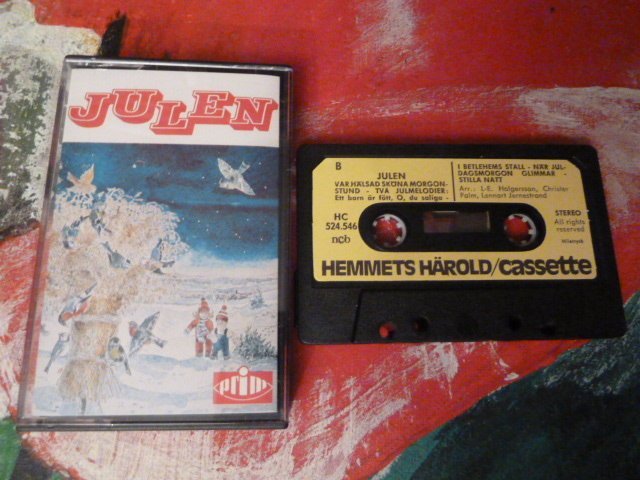 JULEN
prim
B
JULEN
VAR HÄLSAD SKÖNA MORGON-
STUND - TVÅ JULMELODIER:
Ett barn är fött, O, du saliga -
I BETLEHEMS STALL - NÄR JUL-
DAGSMORGON GLIMMAR -
STILLA NATT
Arr.: L-E. Holgersson, Christer
Palm, Lennart Jernestrand
HC
524.546
ncb
STEREO
All rights
reserved
HEMMETS HÄROLD/cassette